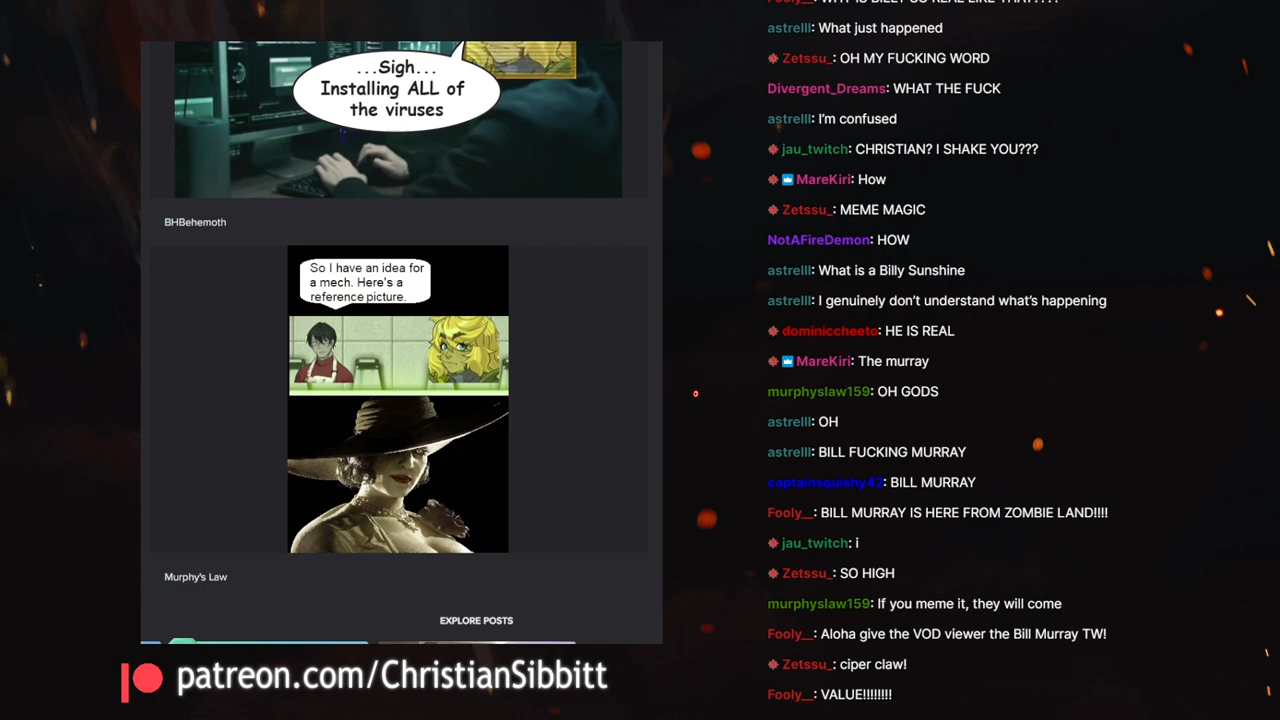 ...Sigh...
Installing ALL of
the viruses
BHBehemoth
So I have an idea for
a mech. Here's a
reference picture.
Murphy's Law
EXPLORE POSTS
patreon.com/ChristianSibbitt
astrelll: What just happened
Zetssu_: OH MY FUCKING WORD
Divergent_Dreams: WHAT THE FUCK
astrelll: I'm confused
jau_twitch: CHRISTIAN? I SHAKE YOU???
MareKiri: How
Zetssu_: MEME MAGIC
NotAFireDemon: HOW
astrelll: What is a Billy Sunshine
astrelll: I genuinely don't understand what's happening
dominiccheeto: HE IS REAL
MareKiri: The murray
murphyslaw159: OH GODS
astrelll: OH
astrelll: BILL FUCKING MURRAY
captainsquishy42: BILL MURRAY
Fooly__: BILL MURRAY IS HERE FROM ZOMBIE LAND!!!!
jau_twitch: i
Zetssu_: SO HIGH
murphyslaw159: If you meme it, they will come
Fooly__: Aloha give the VOD viewer the Bill Murray TW!
Zetssu_: ciper claw!
Fooly__: VALUE!!!!!!!!